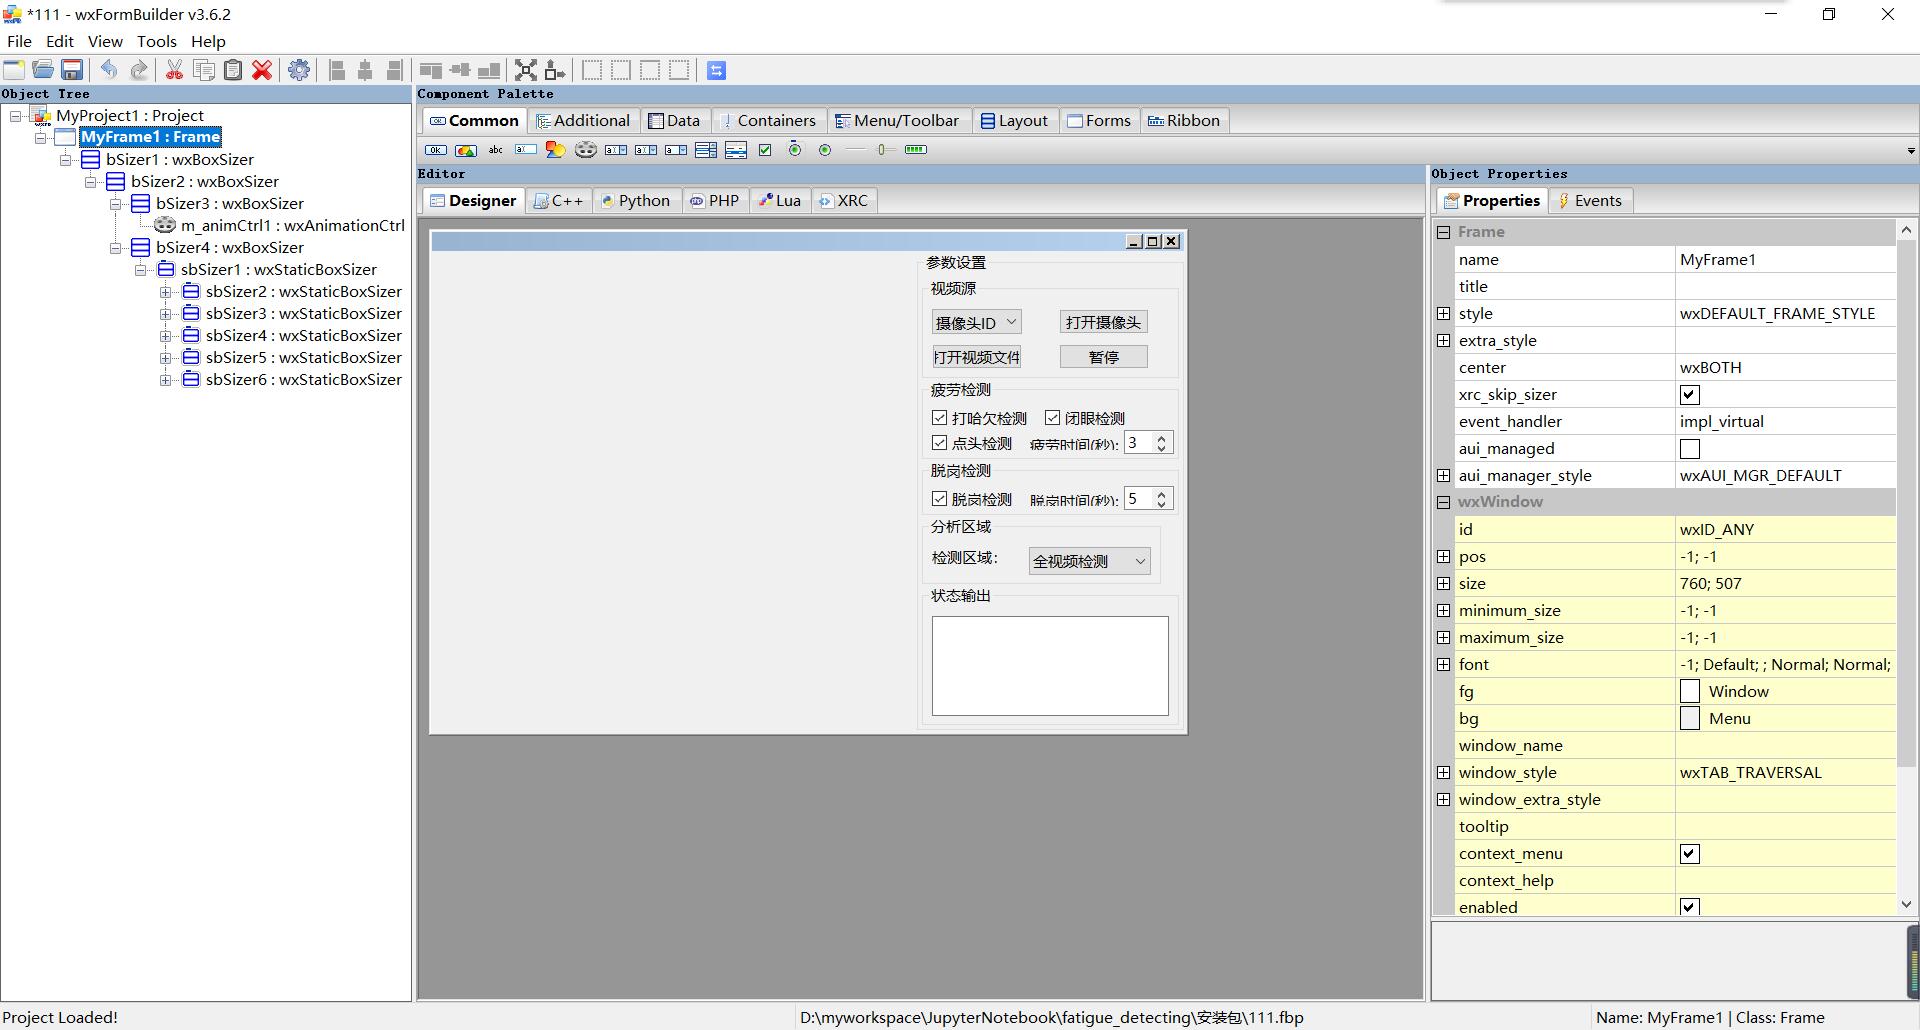 *111 - wxFormBuilder v3.6.2
File Edit View Tools Help
Object Tree
MyProject1 : Project
MyFrame1 : Frame
bSizer1 : wxBoxSizer
bSizer2 : wxBoxSizer
bSizer3 : wxBoxSizer
m_animCtrl1 : wxAnimationCtrl
bSizer4 : wxBoxSizer
sbSizer1 : wxStaticBoxSizer
sbSizer2 : wxStaticBoxSizer
sbSizer3 : wxStaticBoxSizer
sbSizer4 : wxStaticBoxSizer
sbSizer5 : wxStaticBoxSizer
sbSizer6 : wxStaticBoxSizer
Component Palette
Common Additional Data Containers Menu/Toolbar Layout Forms Ribbon
Editor
Designer C++ Python PHP Lua XRC
参数设置
视频源
摄像头ID 打开摄像头
打开视频文件 暂停
疲劳检测
打哈欠检测 闭眼检测
点头检测 疲劳时间(秒): 3
脱岗检测
脱岗检测 脱岗时间(秒): 5
分析区域
检测区域: 全视频检测
状态输出
Object Properties
Properties Events
Frame
name MyFrame1
title
style wxDEFAULT_FRAME_STYLE
extra_style
center wxBOTH
xrc_skip_sizer
event_handler impl_virtual
aui_managed
aui_manager_style wxAUI_MGR_DEFAULT
wxWindow
id wxID_ANY
pos -1; -1
size 760; 507
minimum_size -1; -1
maximum_size -1; -1
font -1; Default; ; Normal; Normal;
fg Window
bg Menu
window_name
window_style wxTAB_TRAVERSAL
window_extra_style
tooltip
context_menu
context_help
enabled
Project Loaded! D:\myworkspace\JupyterNotebook\fatigue_detecting\安装包\111.fbp Name: MyFrame1 | Class: Frame